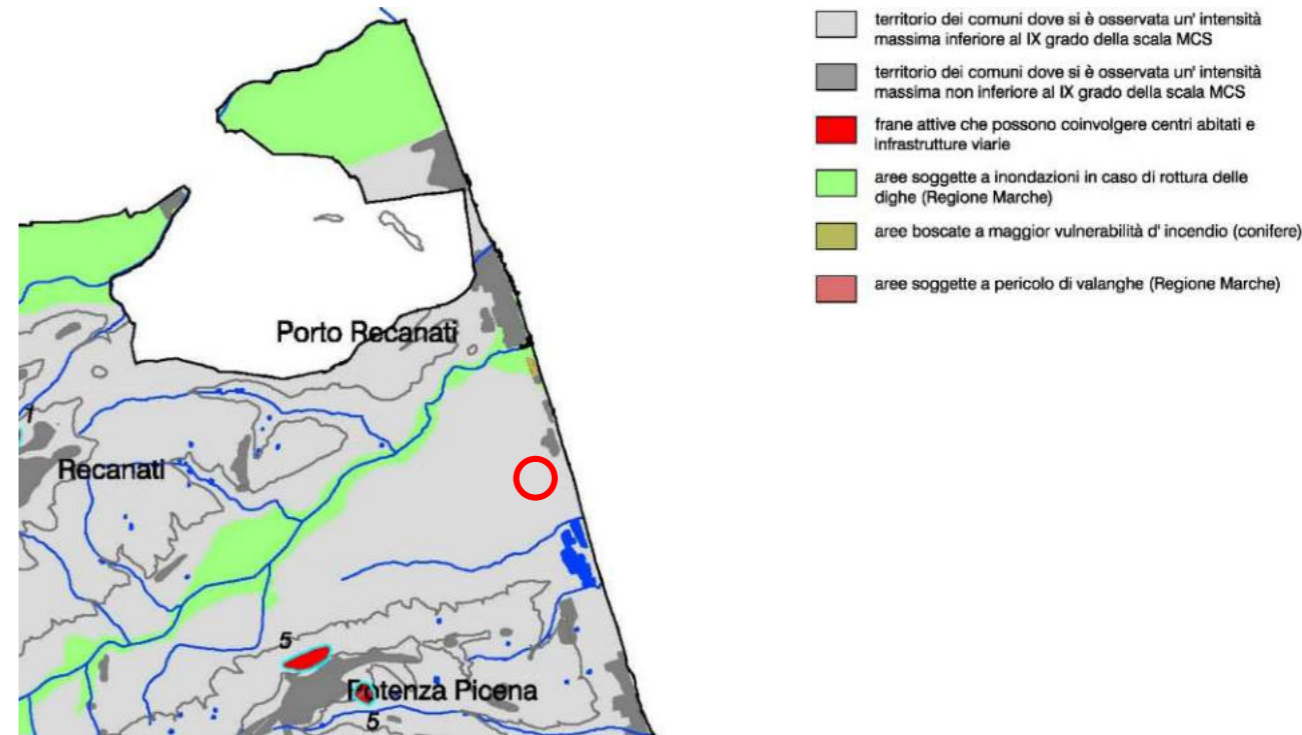 territorio dei comuni dove si è osservata un' intensità
massima inferiore al IX grado della scala MCS
territorio dei comuni dove si è osservata un' intensità
massima non inferiore al IX grado della scala MCS
frane attive che possono coinvolgere centri abitati e
infrastrutture viarie
aree soggette a inondazioni in caso di rottura delle
dighe (Regione Marche)
aree boscate a maggior vulnerabilità d' incendio (conifere)
aree soggette a pericolo di valanghe (Regione Marche)
Porto Recanati
1
Recanati
5
Potenza Picena
5